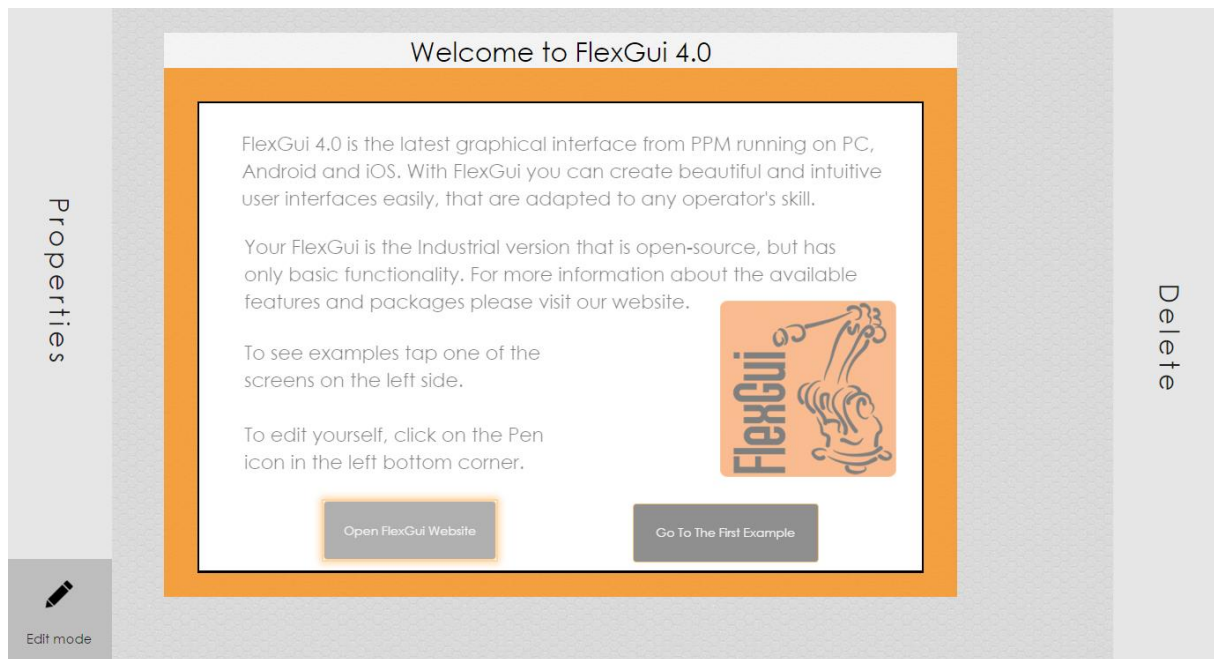 Welcome to FlexGui 4.0
FlexGui 4.0 is the latest graphical interface from PPM running on PC,
Android and iOS. With FlexGui you can create beautiful and intuitive
user interfaces easily, that are adapted to any operator's skill.
Your FlexGui is the Industrial version that is open-source, but has
only basic functionality. For more information about the available
features and packages please visit our website.
To see examples tap one of the
screens on the left side.
To edit yourself, click on the Pen
icon in the left bottom corner.
FlexGui
Open FlexGui Website
Go To The First Example
Properties
Edit mode
Delete